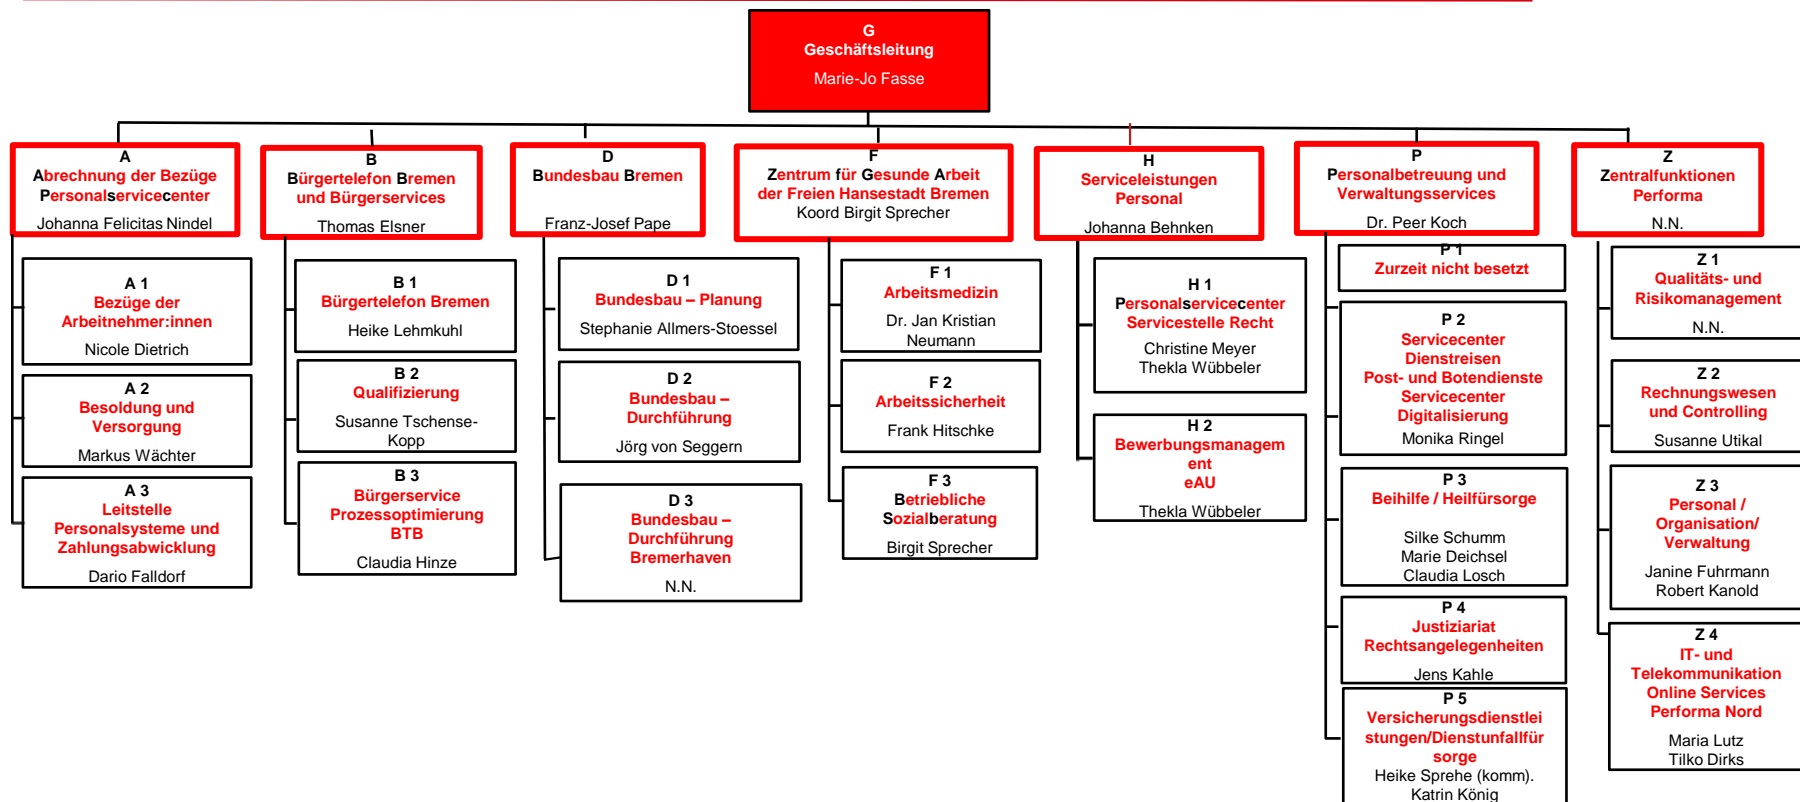 G
Geschäftsleitung
Marie-Jo Fasse
A
Abrechnung der Bezüge
Personalservicecenter
Johanna Felicitas Nindel
A 1
Bezüge der
Arbeitnehmer:innen
Nicole Dietrich
A 2
Besoldung und
Versorgung
Markus Wächter
A 3
Leitstelle
Personalsysteme und
Zahlungsabwicklung
Dario Falldorf
B
Bürgertelefon Bremen
und Bürgerservices
Thomas Elsner
B 1
Bürgertelefon Bremen
Heike Lehmkuhl
B 2
Qualifizierung
Susanne Tschense-
Kopp
B 3
Bürgerservice
Prozessoptimierung
BTB
Claudia Hinze
D
Bundesbau Bremen
Franz-Josef Pape
D 1
Bundesbau – Planung
Stephanie Allmers-Stoessel
D 2
Bundesbau –
Durchführung
Jörg von Seggern
D 3
Bundesbau –
Durchführung
Bremerhaven
N.N.
F
Zentrum für Gesunde Arbeit
der Freien Hansestadt Bremen
Koord Birgit Sprecher
F 1
Arbeitsmedizin
Dr. Jan Kristian
Neumann
F 2
Arbeitssicherheit
Frank Hitschke
F 3
Betriebliche
Sozialberatung
Birgit Sprecher
H
Serviceleistungen
Personal
Johanna Behnken
H 1
Personalservicecenter
Servicestelle Recht
Christine Meyer
Thekla Wübbeler
H 2
Bewerbungsmanagem
ent
eAU
Thekla Wübbeler
P
Personalbetreuung und
Verwaltungsservices
Dr. Peer Koch
P 1
Zurzeit nicht besetzt
P 2
Servicecenter
Dienstreisen
Post- und Botendienste
Servicecenter
Digitalisierung
Monika Ringel
P 3
Beihilfe / Heilfürsorge
Silke Schumm
Marie Deichsel
Claudia Losch
P 4
Justiziariat
Rechtsangelegenheiten
Jens Kahle
P 5
Versicherungsdienstlei
stungen/Dienstunfallfür
sorge
Heike Sprehe (komm).
Katrin König
Z
Zentralfunktionen
Performa
N.N.
Z 1
Qualitäts- und
Risikomanagement
N.N.
Z 2
Rechnungswesen
und Controlling
Susanne Utikal
Z 3
Personal /
Organisation/
Verwaltung
Janine Fuhrmann
Robert Kanold
Z 4
IT- und
Telekommunikation
Online Services
Performa Nord
Maria Lutz
Tilko Dirks